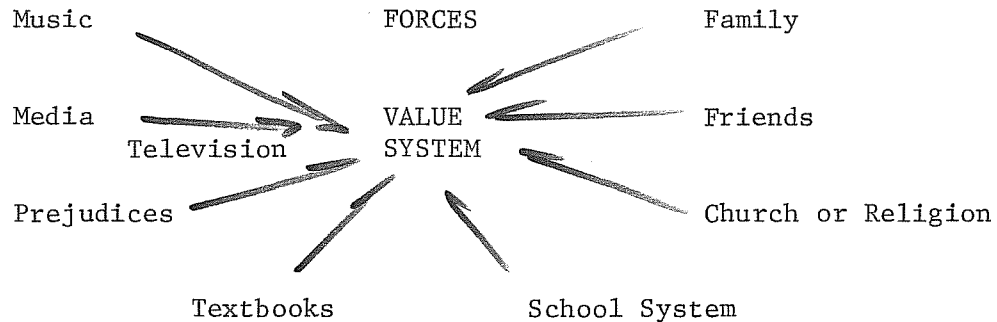 Music FORCES Family
Media VALUE Friends
Television SYSTEM
Prejudices Church or Religion
Textbooks School System